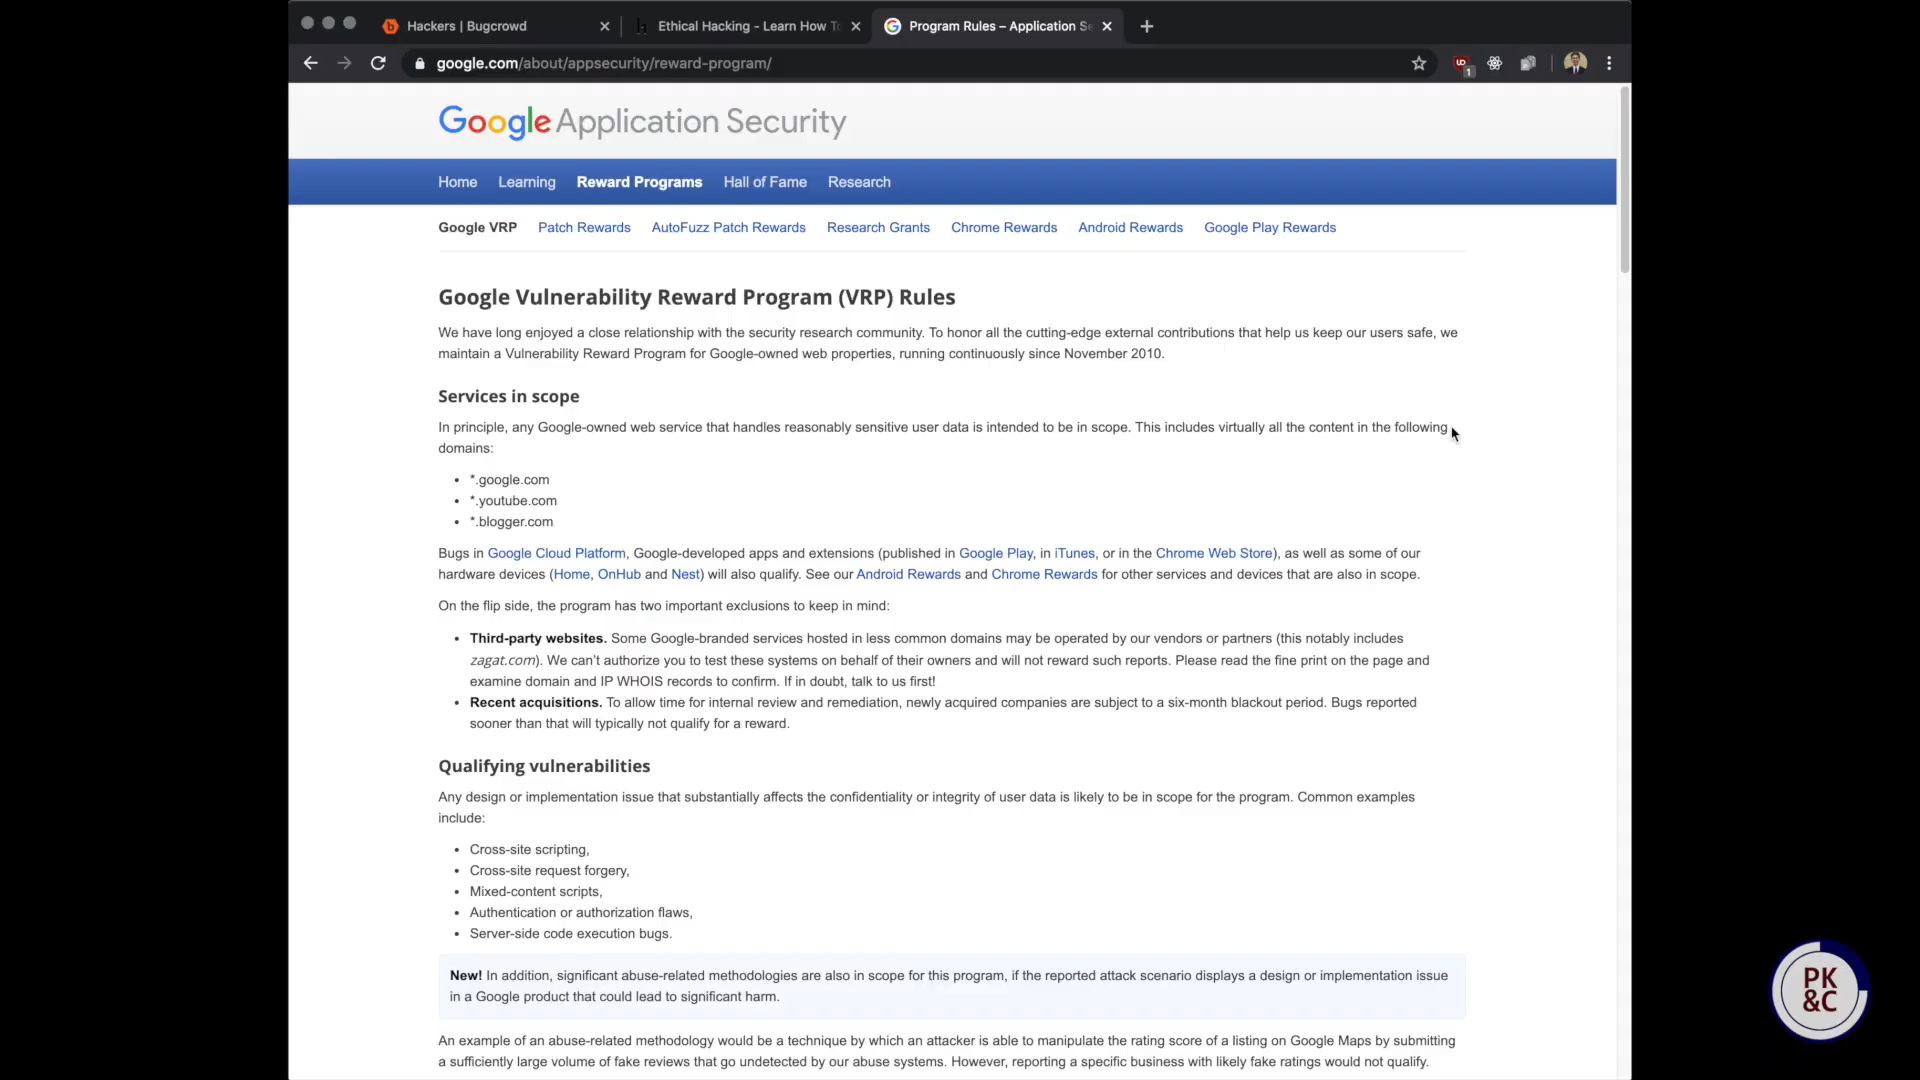 Hackers | Bugcrowd
Ethical Hacking - Learn How To
Program Rules – Application Se
google.com/about/appsecurity/reward-program/
1
Google Application Security
Home Learning Reward Programs Hall of Fame Research
Google VRP Patch Rewards AutoFuzz Patch Rewards Research Grants Chrome Rewards Android Rewards Google Play Rewards
Google Vulnerability Reward Program (VRP) Rules
We have long enjoyed a close relationship with the security research community. To honor all the cutting-edge external contributions that help us keep our users safe, we
maintain a Vulnerability Reward Program for Google-owned web properties, running continuously since November 2010.
Services in scope
In principle, any Google-owned web service that handles reasonably sensitive user data is intended to be in scope. This includes virtually all the content in the following
domains:
• *.google.com
• *.youtube.com
• *.blogger.com
Bugs in Google Cloud Platform, Google-developed apps and extensions (published in Google Play, in iTunes, or in the Chrome Web Store), as well as some of our
hardware devices (Home, OnHub and Nest) will also qualify. See our Android Rewards and Chrome Rewards for other services and devices that are also in scope.
On the flip side, the program has two important exclusions to keep in mind:
• Third-party websites. Some Google-branded services hosted in less common domains may be operated by our vendors or partners (this notably includes
zagat.com). We can't authorize you to test these systems on behalf of their owners and will not reward such reports. Please read the fine print on the page and
examine domain and IP WHOIS records to confirm. If in doubt, talk to us first!
• Recent acquisitions. To allow time for internal review and remediation, newly acquired companies are subject to a six-month blackout period. Bugs reported
sooner than that will typically not qualify for a reward.
Qualifying vulnerabilities
Any design or implementation issue that substantially affects the confidentiality or integrity of user data is likely to be in scope for the program. Common examples
include:
• Cross-site scripting,
• Cross-site request forgery,
• Mixed-content scripts,
• Authentication or authorization flaws,
• Server-side code execution bugs.
New! In addition, significant abuse-related methodologies are also in scope for this program, if the reported attack scenario displays a design or implementation issue
in a Google product that could lead to significant harm.
An example of an abuse-related methodology would be a technique by which an attacker is able to manipulate the rating score of a listing on Google Maps by submitting
a sufficiently large volume of fake reviews that go undetected by our abuse systems. However, reporting a specific business with likely fake ratings would not qualify.
PK
&C